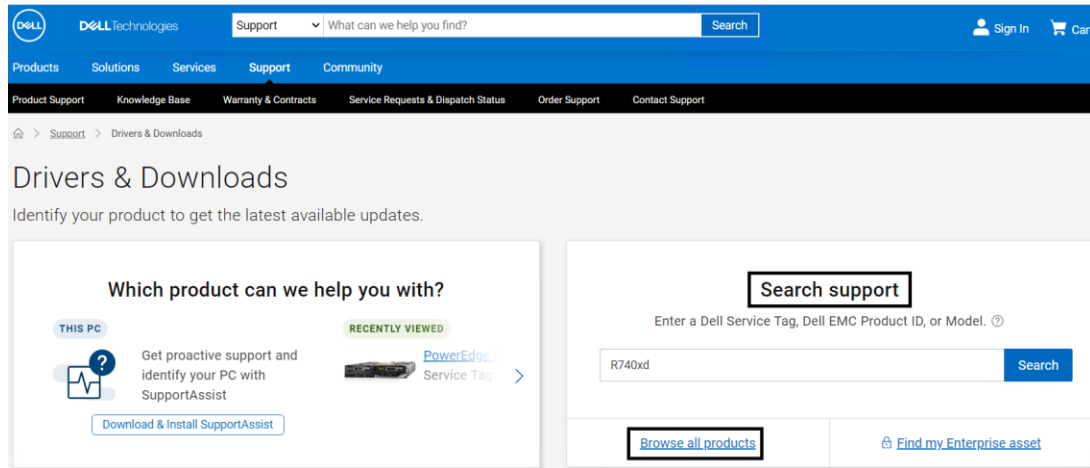 DELL
DELLTechnologies
Support
What can we help you find?
Search
Sign In
Products Solutions Services Support Community
Product Support Knowledge Base Warranty & Contracts Service Requests & Dispatch Status Order Support Contact Support
> Support > Drivers & Downloads
Drivers & Downloads
Identify your product to get the latest available updates.
Which product can we help you with?
THIS PC
?
Get proactive support and
identify your PC with
SupportAssist
Download & Install SupportAssist
RECENTLY VIEWED
PowerEdge
Service Tag
Search support
Enter a Dell Service Tag, Dell EMC Product ID, or Model. ?
R740xd
Search
Browse all products
Find my Enterprise asset